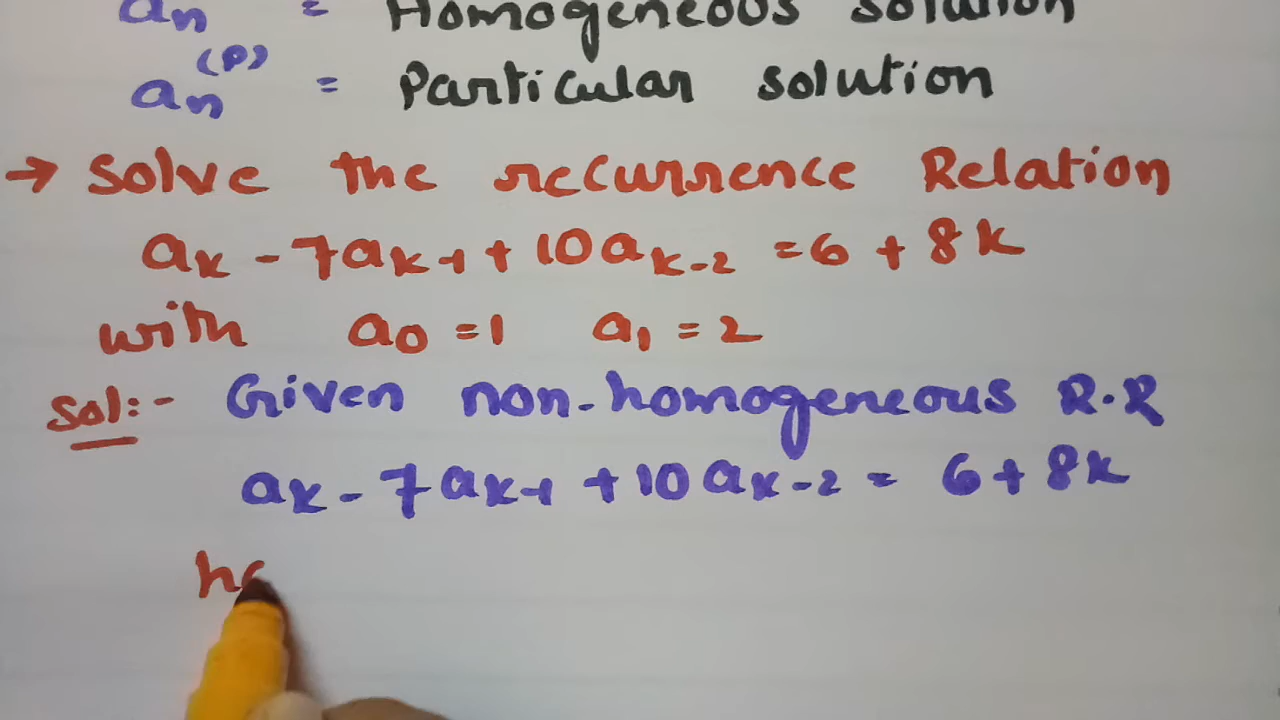 aₙ = Homogeneous solution
aₙ⁽ᴾ⁾ = Particular solution
→ Solve the recurrence Relation
aₖ - 7aₖ₋₁ + 10aₖ₋₂ = 6 + 8k
with a₀ = 1 a₁ = 2
Sol:- Given non-homogeneous R.R
aₖ - 7aₖ₋₁ + 10aₖ₋₂ = 6 + 8k